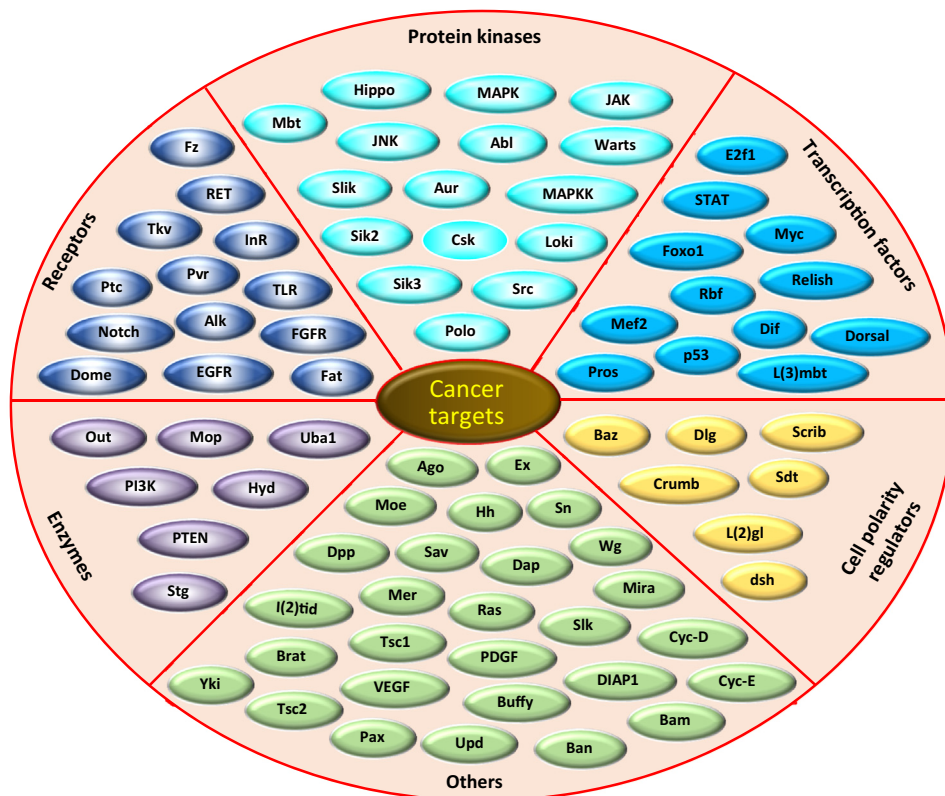 Protein kinases
Hippo
MAPK
JAK
Mbt
JNK
Abl
Warts
Slik
Aur
MAPKK
Sik2
Csk
Loki
Sik3
Src
Polo
Transcription factors
E2f1
STAT
Myc
Foxo1
Relish
Rbf
Mef2
Dif
Dorsal
p53
Pros
L(3)mbt
Receptors
Fz
RET
Tkv
InR
Ptc
Pvr
TLR
Notch
Alk
FGFR
Dome
EGFR
Fat
Cancer
targets
Enzymes
Out
Mop
Uba1
PI3K
Hyd
PTEN
Stg
Cell polarity
regulators
Baz
Dlg
Scrib
Crumb
Sdt
L(2)gl
dsh
Ago
Ex
Moe
Hh
Sn
Dpp
Sav
Dap
Wg
Mer
Mira
I(2)tid
Ras
Slk
Tsc1
Cyc-D
Brat
PDGF
Yki
VEGF
DIAP1
Cyc-E
Tsc2
Buffy
Bam
Pax
Upd
Ban
Others